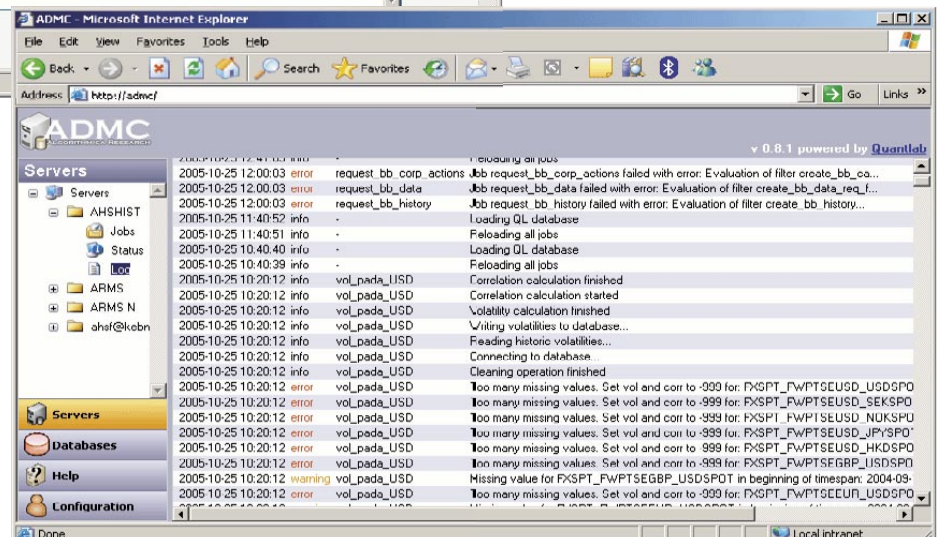 ADMC - Microsoft Internet Explorer
File Edit View Favorites Tools Help
Back Search Favorites
Address http://admc/ Go Links »
ADMC
ALGORITHMICA RESEARCH
v 0.8.1 powered by Quantlab
Servers
Servers
AHSHIST
Jobs
Status
Log
ARMS
ARMS N
ahsf@kebn
Servers
Databases
Help
Configuration
info - Reloading all jobs
2005-10-25 12:00:03 error request_bb_corp_actions Job request_bb_corp_actions failed with error: Evaluation of filter create_bb_ca...
2005-10-25 12:00:03 error request_bb_data Job request_bb_data failed with error: Evaluation of filter create_bb_data_req_f...
2005-10-25 12:00:03 error request_bb_history Job request_bb_history failed with error: Evaluation of filter create_bb_history...
2005-10-25 11:40:52 info - Loading QL database
2005-10-25 11:40:51 info - Reloading all jobs
2005-10-25 10:40:40 info - Loading QL database
2005-10-25 10:40:39 info - Reloading all jobs
2005-10-25 10:20:12 info vol_pada_USD Correlation calculation finished
2005-10-25 10:20:12 info vol_pada_USD Correlation calculation started
2005-10-25 10:20:12 info vol_pada_USD Volatility calculation finished
2005-10-25 10:20:12 info vol_pada_USD Writing volatilities to database...
2005-10-25 10:20:12 info vol_pada_USD Reading historic volatilities...
2005-10-25 10:20:12 info vol_pada_USD Connecting to database...
2005-10-25 10:20:12 info vol_pada_USD Cleaning operation finished
2005-10-25 10:20:12 error vol_pada_USD Too many missing values. Set vol and corr to -999 for: FXSPT_FWPTSEUSD_USDSPO
2005-10-25 10:20:12 error vol_pada_USD Too many missing values. Set vol and corr to -999 for: FXSPT_FWPTSEUSD_SEKSPO
2005-10-25 10:20:12 error vol_pada_USD Too many missing values. Set vol and corr to -999 for: FXSPT_FWPTSEUSD_NOKSPO
2005-10-25 10:20:12 error vol_pada_USD Too many missing values. Set vol and corr to -999 for: FXSPT_FWPTSEUSD_JPYSPO
2005-10-25 10:20:12 error vol_pada_USD Too many missing values. Set vol and corr to -999 for: FXSPT_FWPTSEUSD_HKDSPO
2005-10-25 10:20:12 error vol_pada_USD Too many missing values. Set vol and corr to -999 for: FXSPT_FWPTSEGBP_USDSPO
2005-10-25 10:20:12 warning vol_pada_USD Missing value for FXSPT_FWPTSEGBP_USDSPOT in beginning of timespan: 2004-09-
2005-10-25 10:20:12 error vol_pada_USD Too many missing values. Set vol and corr to -999 for: FXSPT_FWPTSEEUR_USDSPO
Done Local intranet